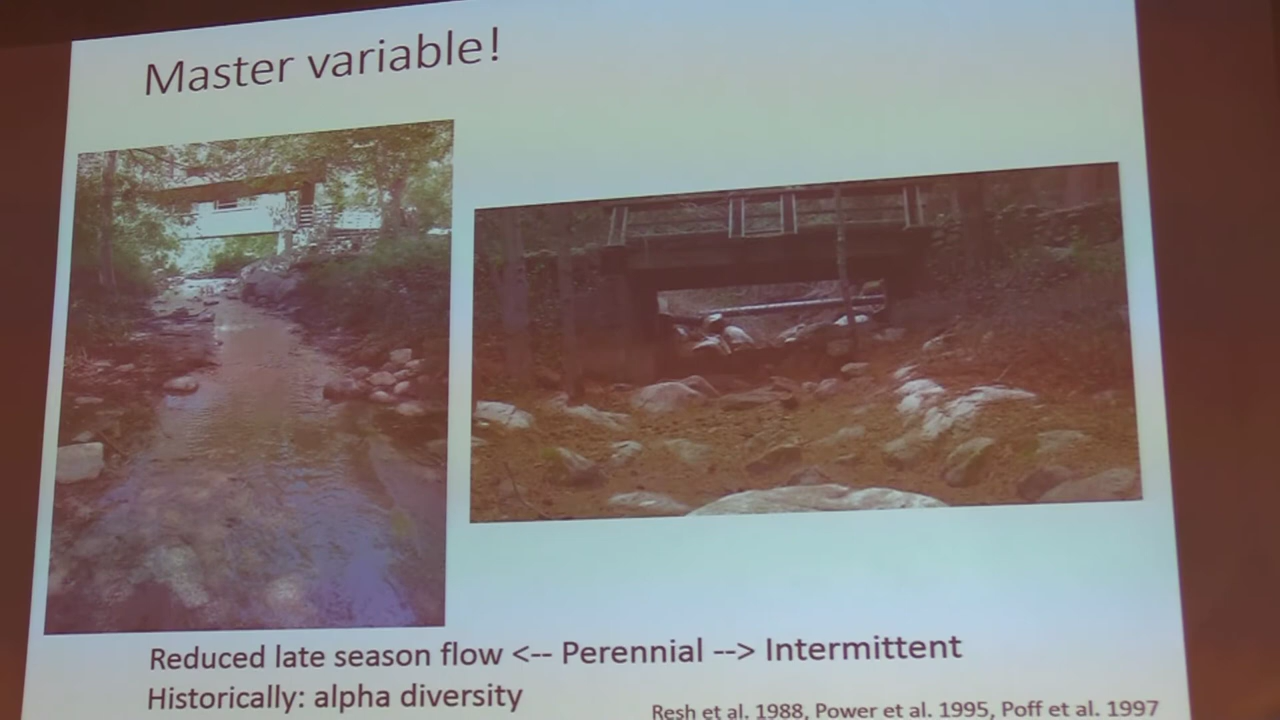 Master variable!
Reduced late season flow <-- Perennial --> Intermittent
Historically: alpha diversity
Resh et al. 1988, Power et al. 1995, Poff et al. 1997